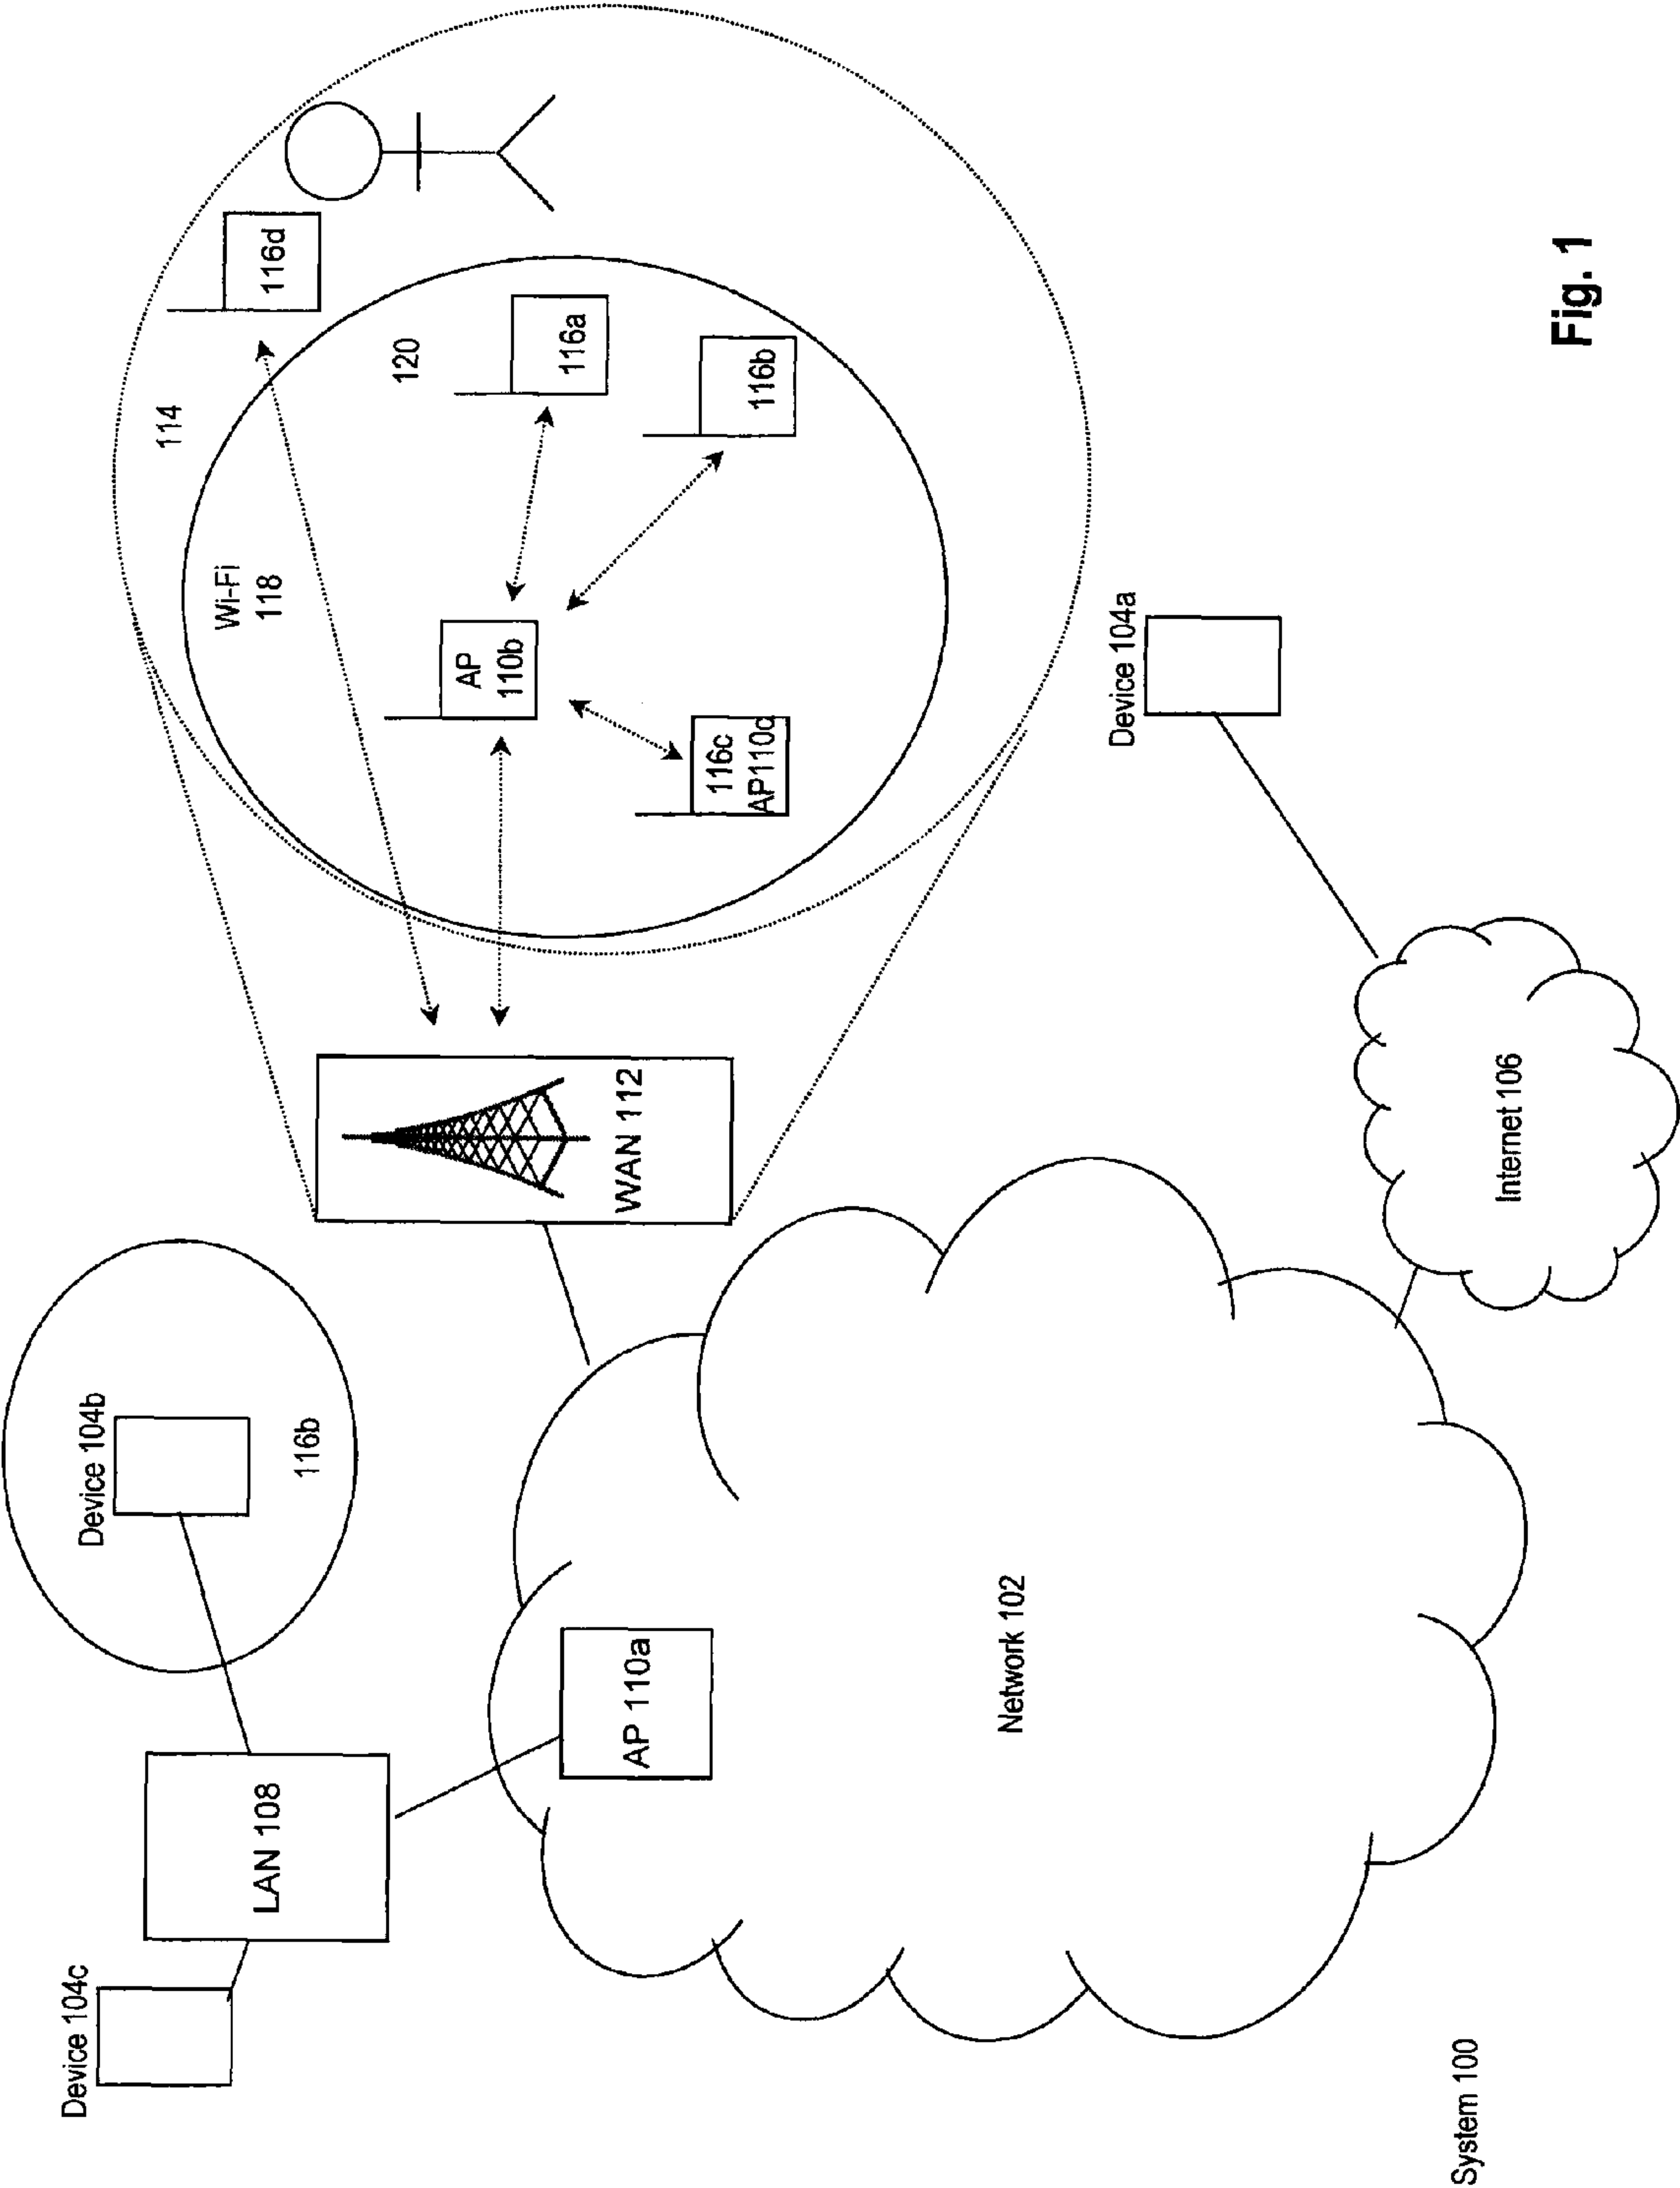 Device 104c
Device 104b
114
Wi-Fi
118
LAN 108
116d
116b
120
AP
110b
116a
WAN 112
AP 110a
116c
AP110c
116b
Network 102
Device 104a
System 100
Internet 106
Fig. 1